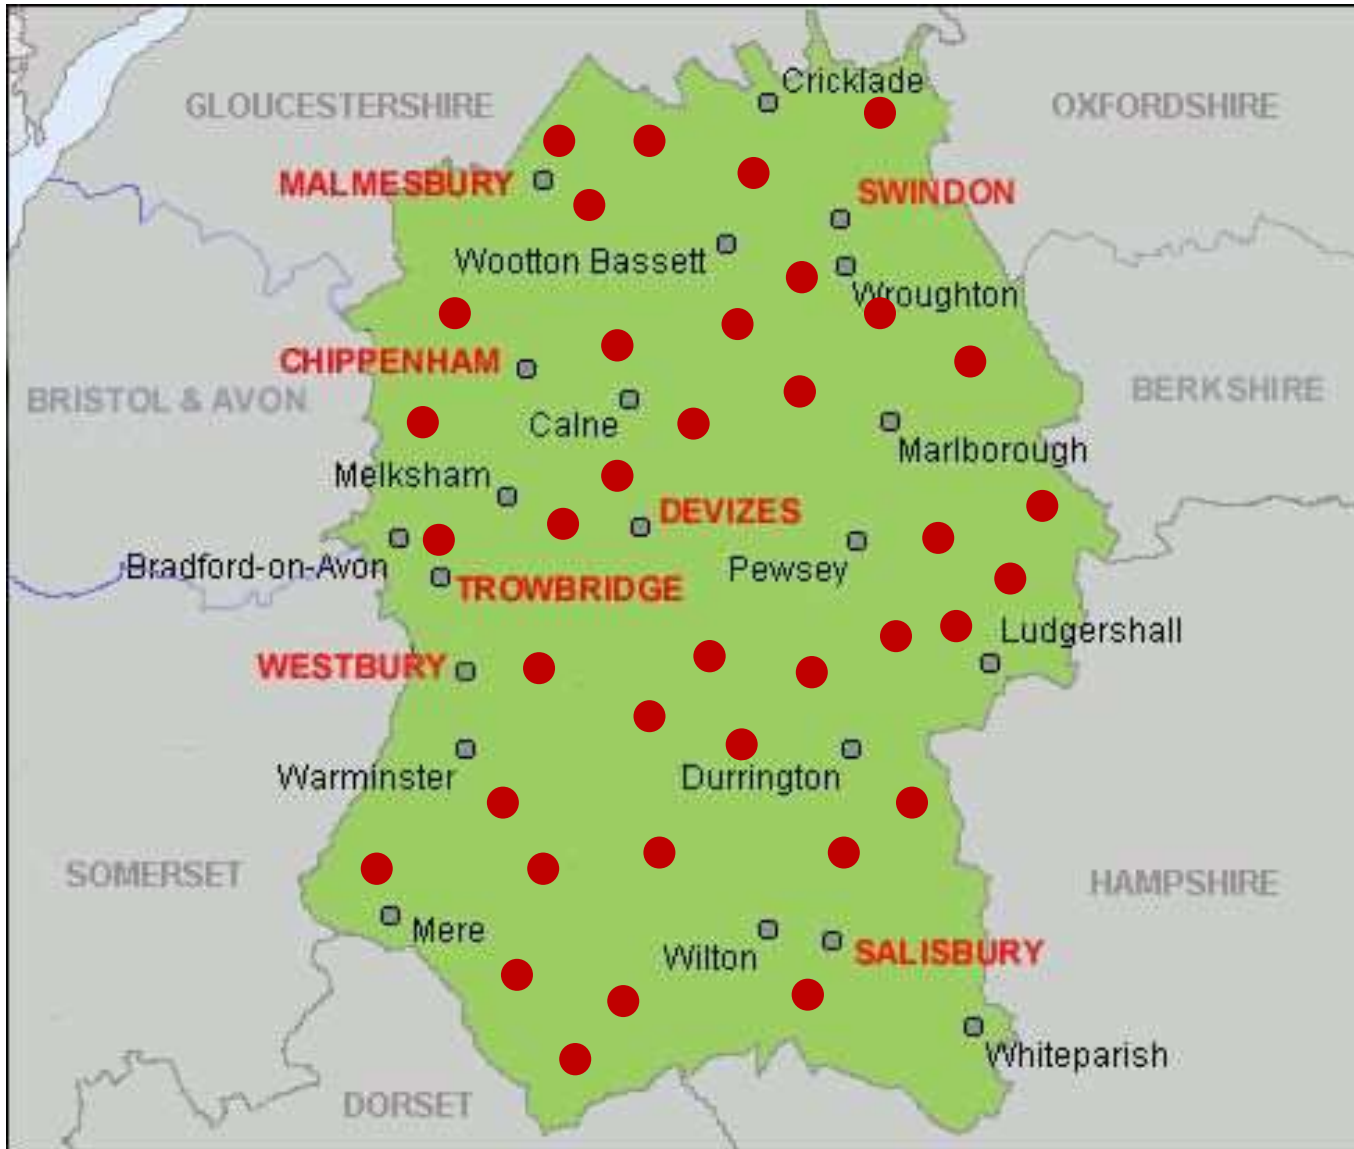 Cricklade
GLOUCESTERSHIRE
OXFORDSHIRE
MALMESBURY
SWINDON
Wootton Bassett
Wroughton
CHIPPENHAM
BRISTOL & AVON
BERKSHIRE
Calne
Marlborough
Melksham
DEVIZES
Bradford-on-Avon
Pewsey
TROWBRIDGE
Ludgershall
WESTBURY
Warminster
Durrington
SOMERSET
HAMPSHIRE
Mere
Wilton
SALISBURY
Whiteparish
DORSET